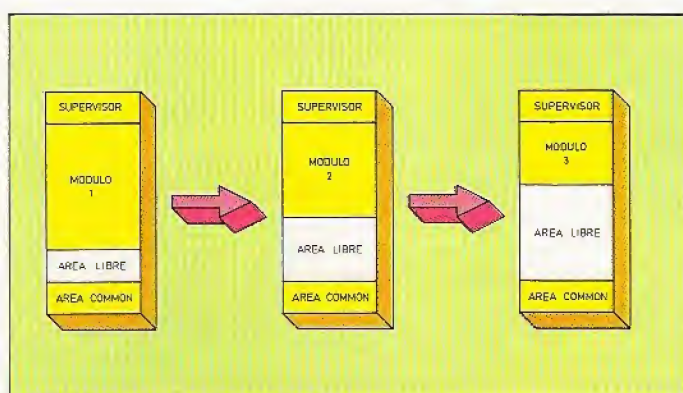 SUPERVISOR
MODULO
1
AREA LIBRE
AREA COMMON
SUPERVISOR
MODULO
2
AREA LIBRE
AREA COMMON
SUPERVISOR
MODULO
3
AREA LIBRE
AREA COMMON